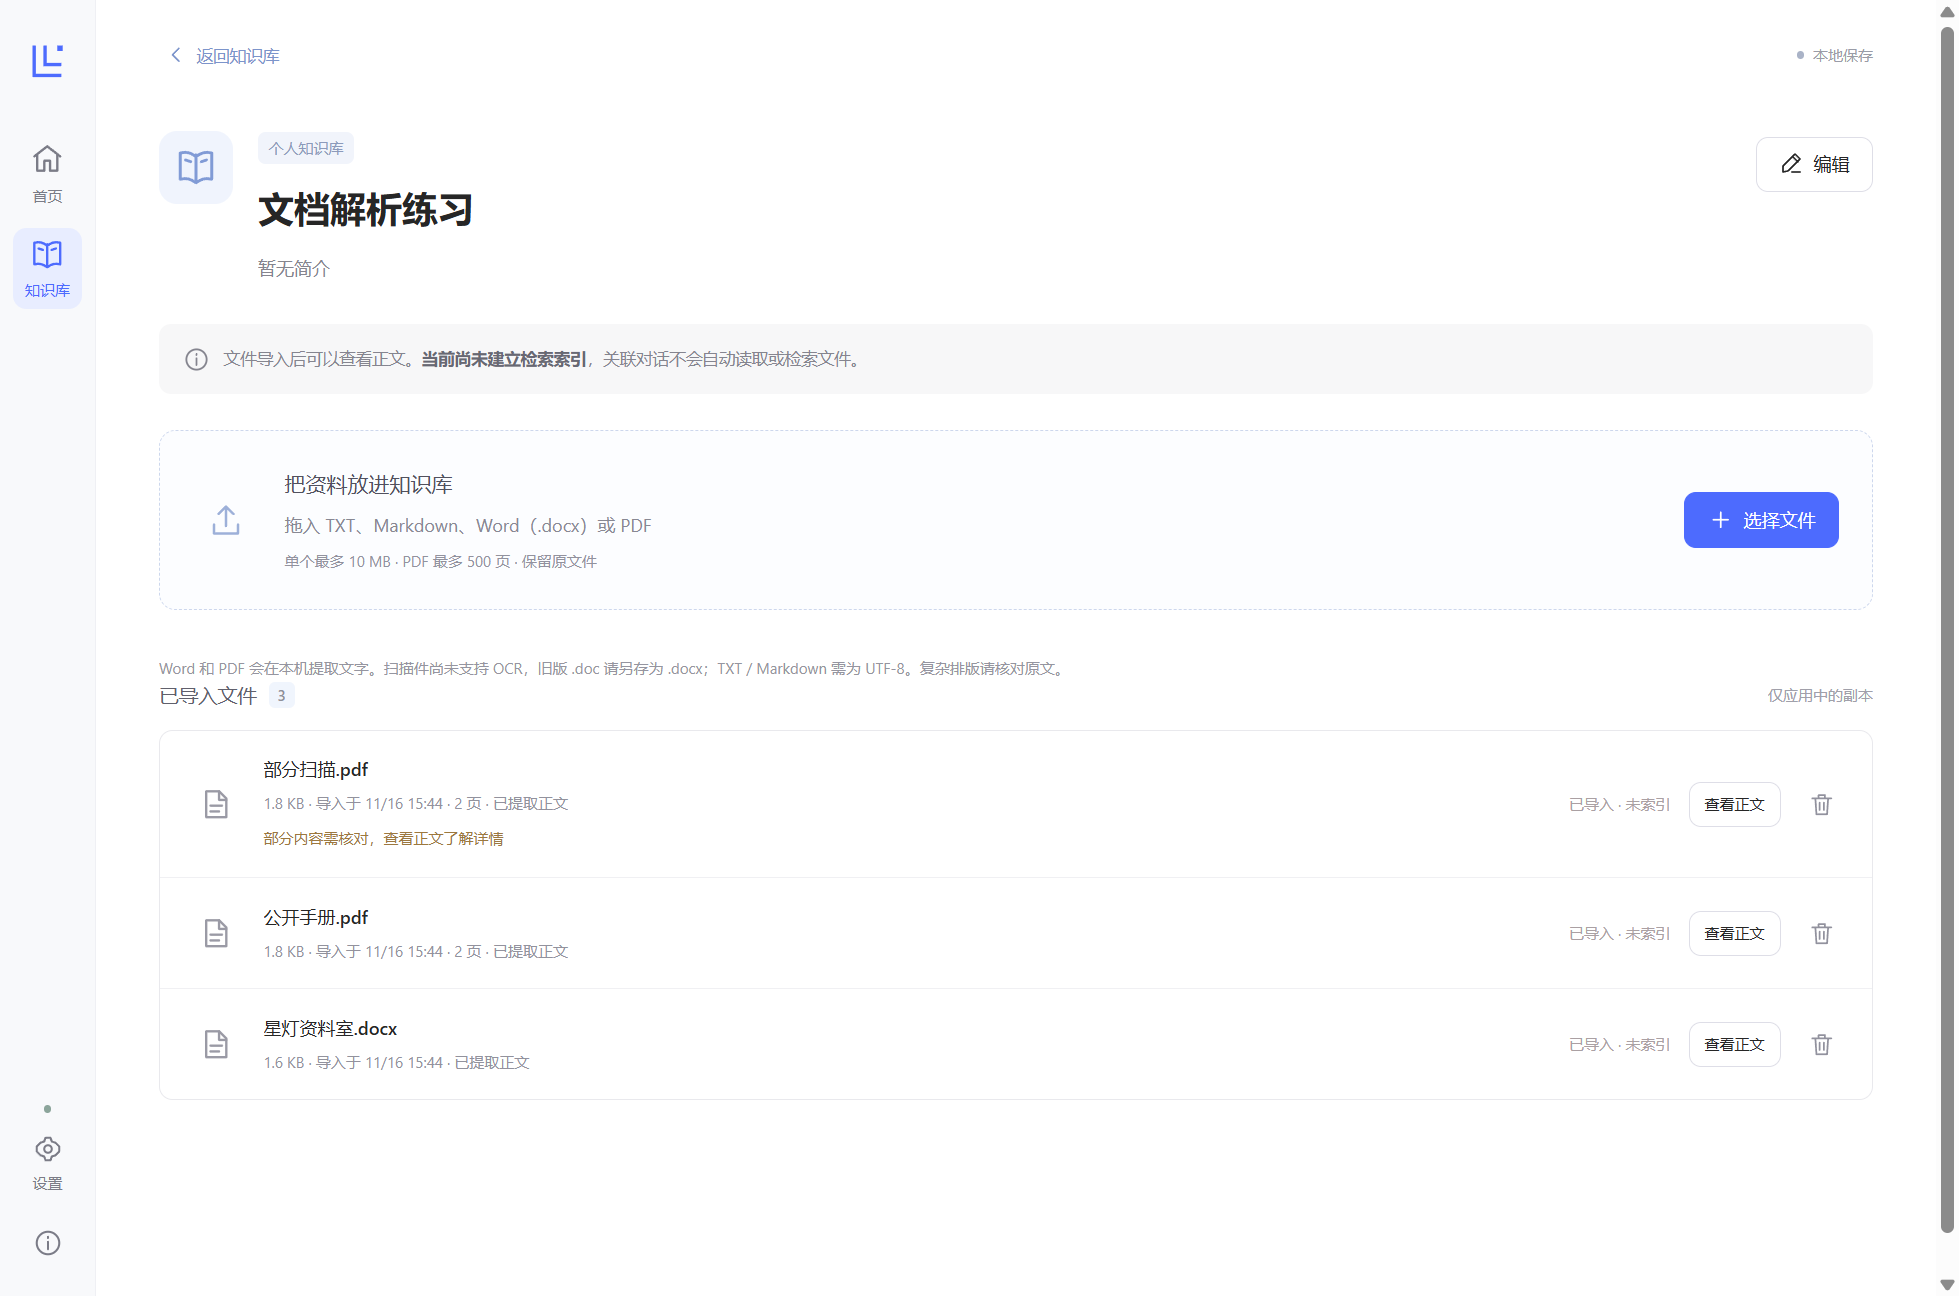 返回知识库
本地保存
首页
知识库
个人知识库
文档解析练习
暂无简介
编辑
文件导入后可以查看正文。当前尚未建立检索索引，关联对话不会自动读取或检索文件。
把资料放进知识库
拖入 TXT、Markdown、Word（.docx）或 PDF
单个最多 10 MB · PDF 最多 500 页 · 保留原文件
选择文件
Word 和 PDF 会在本机提取文字。扫描件尚未支持 OCR，旧版 .doc 请另存为 .docx；TXT / Markdown 需为 UTF-8。复杂排版请核对原文。
已导入文件 3
仅应用中的副本
部分扫描.pdf
1.8 KB · 导入于 11/16 15:44 · 2 页 · 已提取正文
部分内容需核对，查看正文了解详情
已导入 · 未索引
查看正文
公开手册.pdf
1.8 KB · 导入于 11/16 15:44 · 2 页 · 已提取正文
已导入 · 未索引
查看正文
星灯资料室.docx
1.6 KB · 导入于 11/16 15:44 · 已提取正文
已导入 · 未索引
查看正文
设置